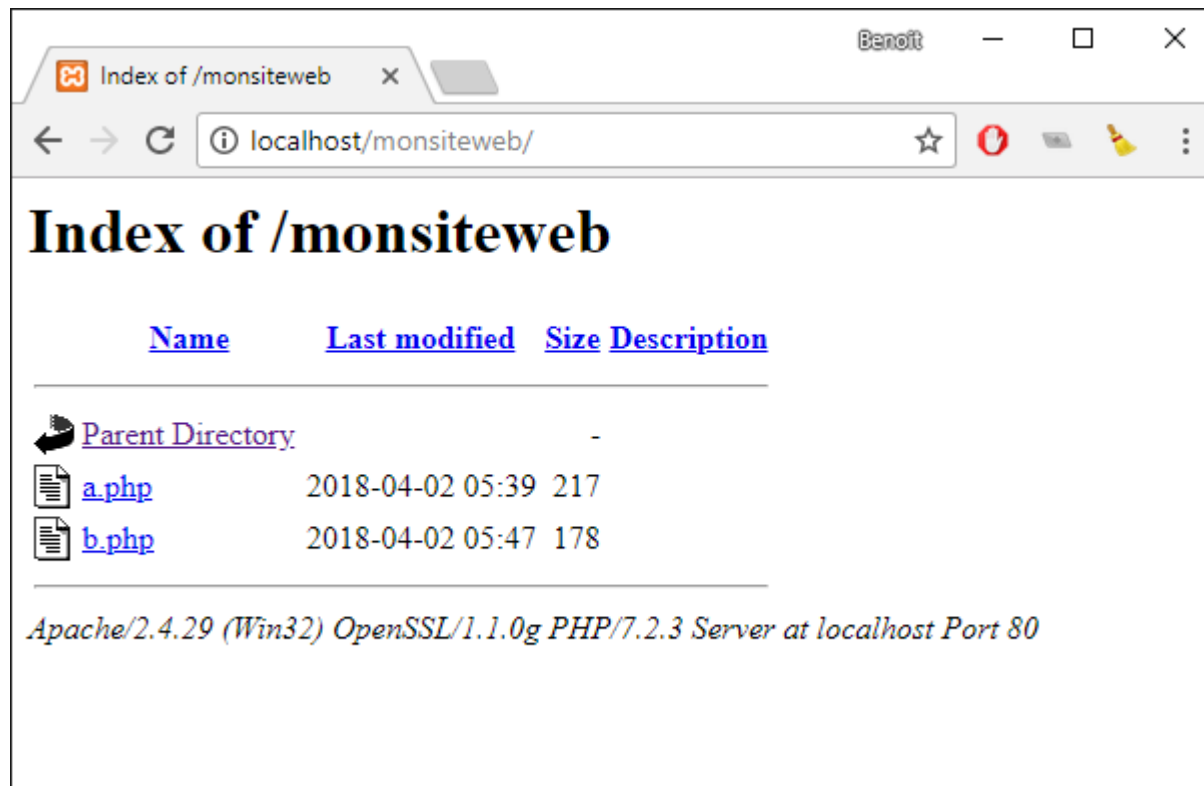 Benoît
Index of /monsiteweb
localhost/monsiteweb/
Index of /monsiteweb
Name Last modified Size Description
Parent Directory -
a.php 2018-04-02 05:39 217
b.php 2018-04-02 05:47 178
Apache/2.4.29 (Win32) OpenSSL/1.1.0g PHP/7.2.3 Server at localhost Port 80